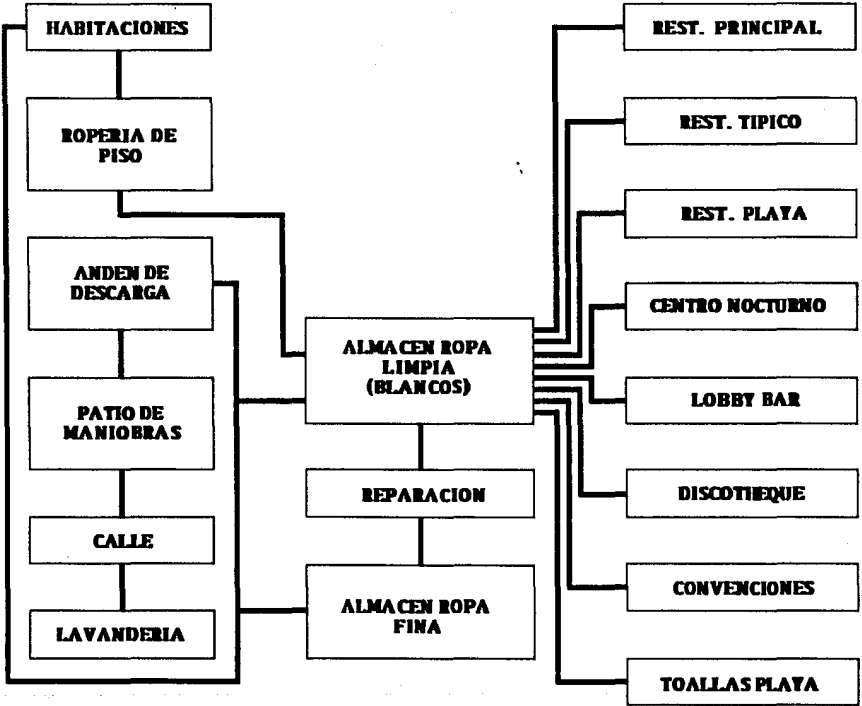 HABITACIONES
ROPERIA DE
PISO
ANDEN DE
DESCARGA
PATIO DE
MANIOBRAS
CALLE
LAVANDERIA
ALMACEN ROPA
LIMPIA
(BLANCOS)
REPARACION
ALMACEN ROPA
FINA
REST. PRINCIPAL
REST. TIPICO
REST. PLAYA
CENTRO NOCTURNO
LOBBY BAR
DISCOTHEQUE
CONVENCIONES
TOALLAS PLAYA